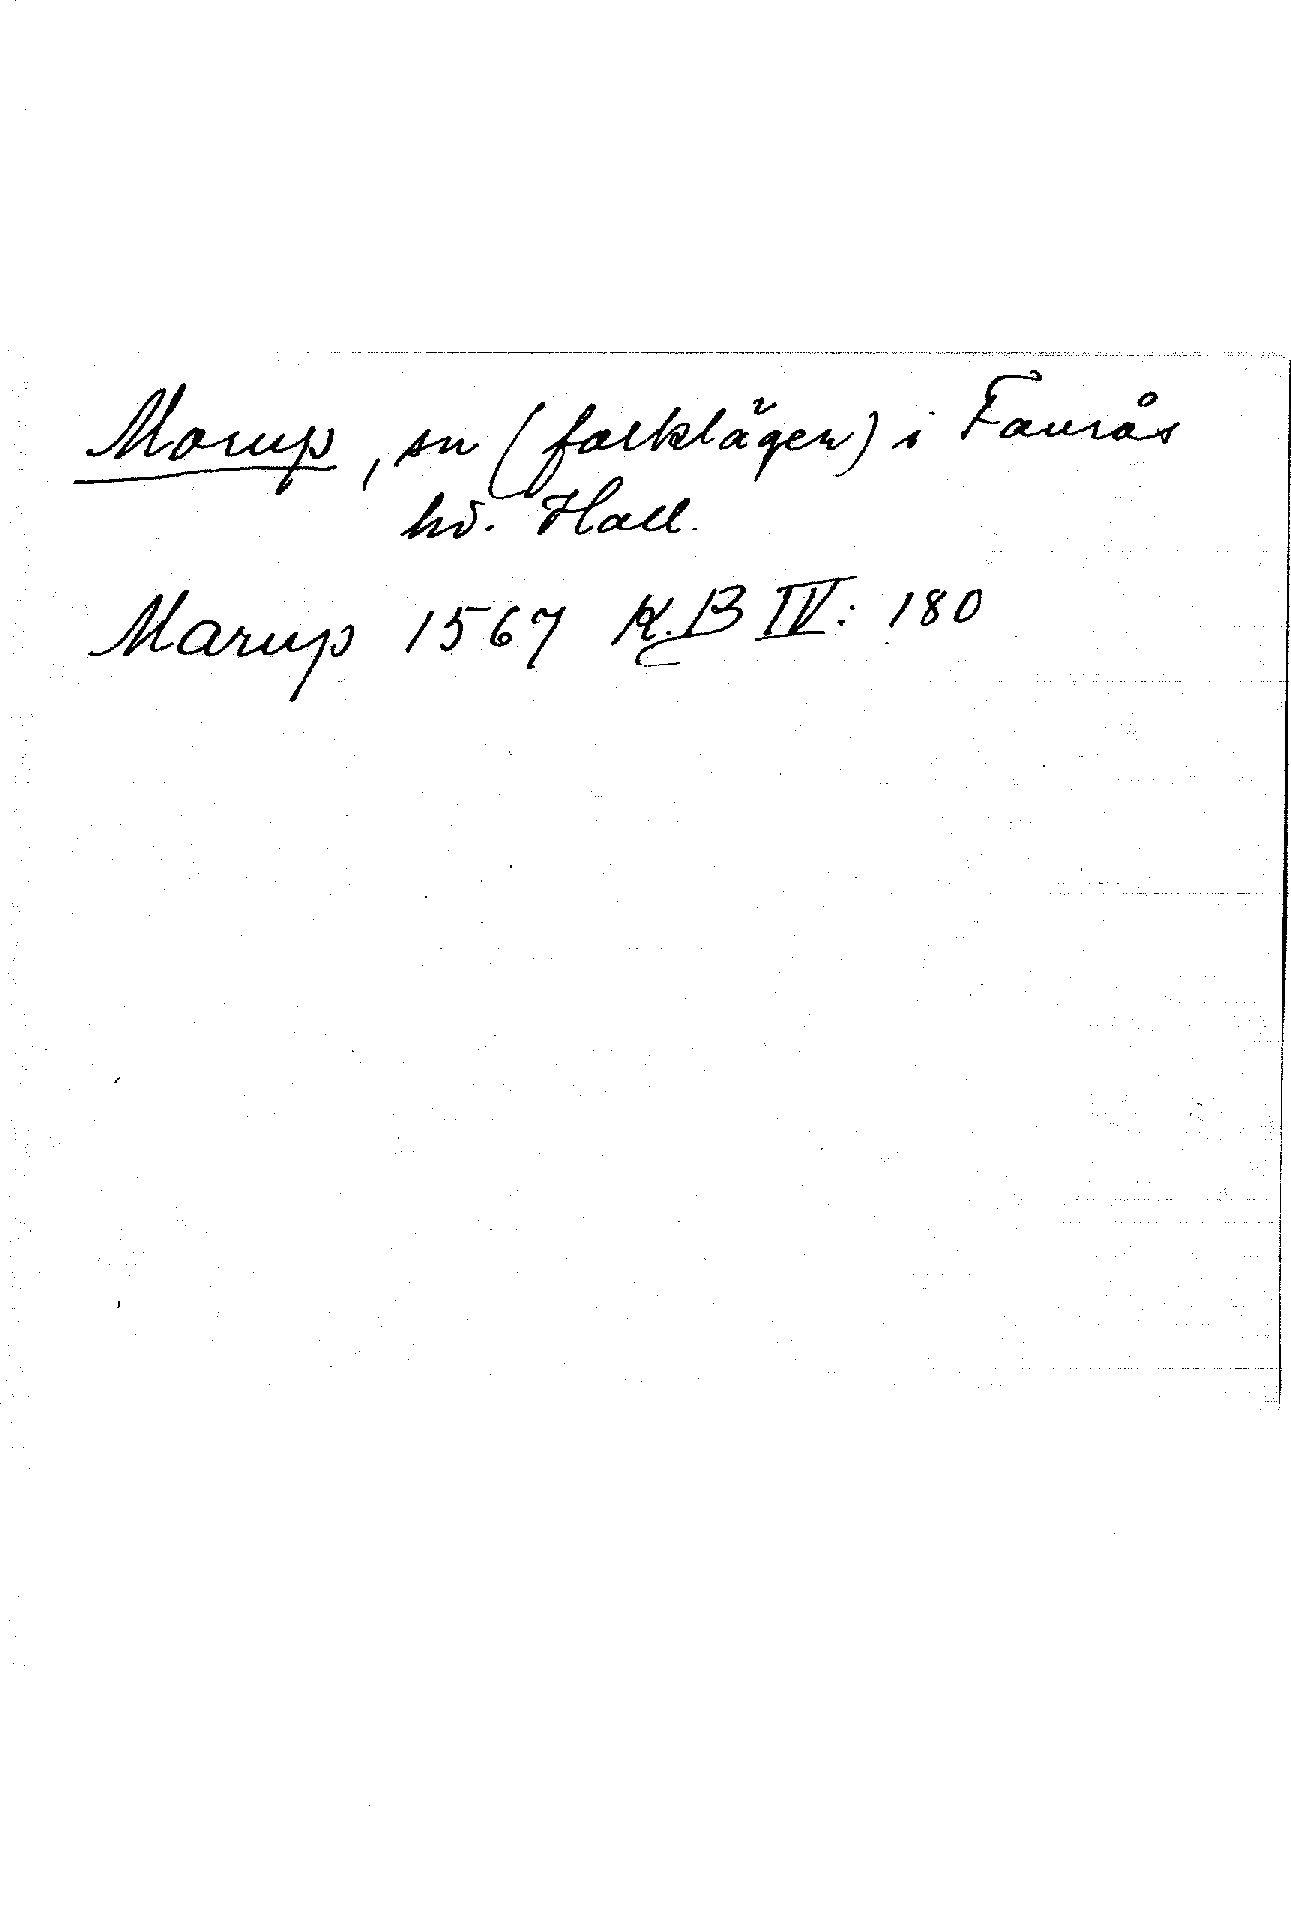 Morup, sn (folkläger) i Faurås
hd. Hall.
Marup 1567 K.B IV: 180